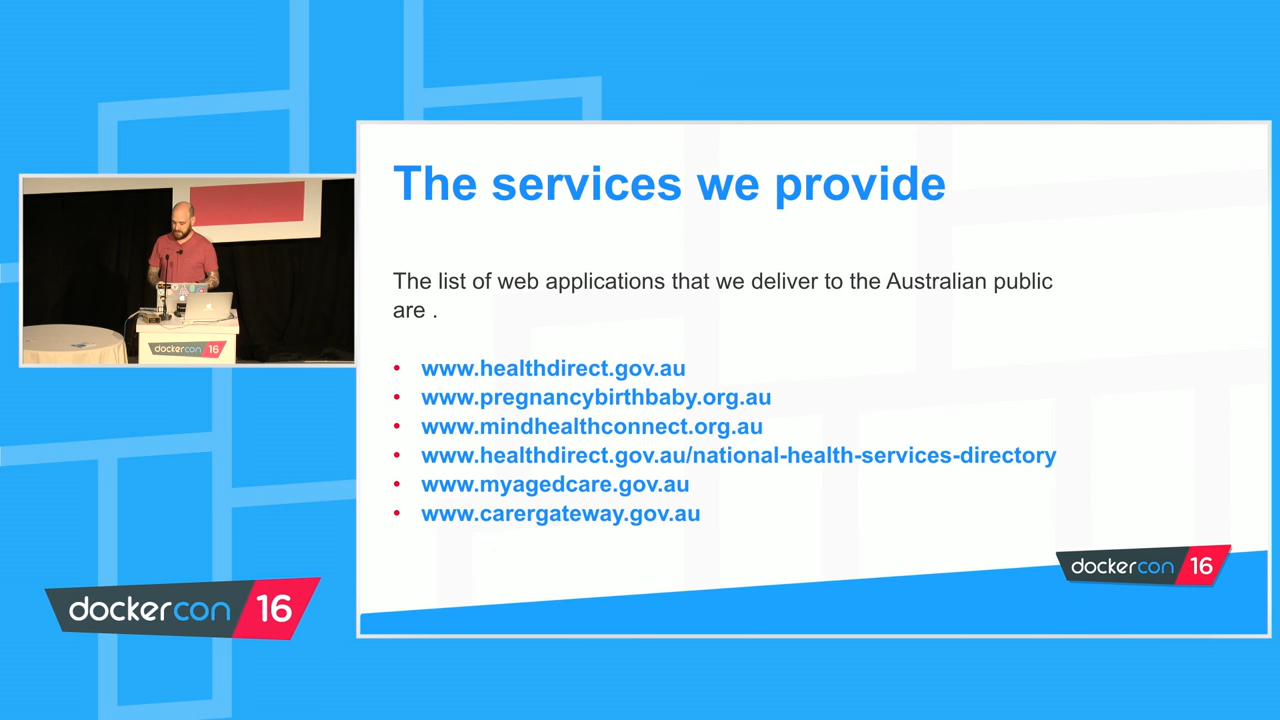 The services we provide
The list of web applications that we deliver to the Australian public
are .
• www.healthdirect.gov.au
• www.pregnancybirthbaby.org.au
• www.mindhealthconnect.org.au
• www.healthdirect.gov.au/national-health-services-directory
• www.myagedcare.gov.au
• www.carergateway.gov.au
dockercon 16
dockercon 16
dockercon 16